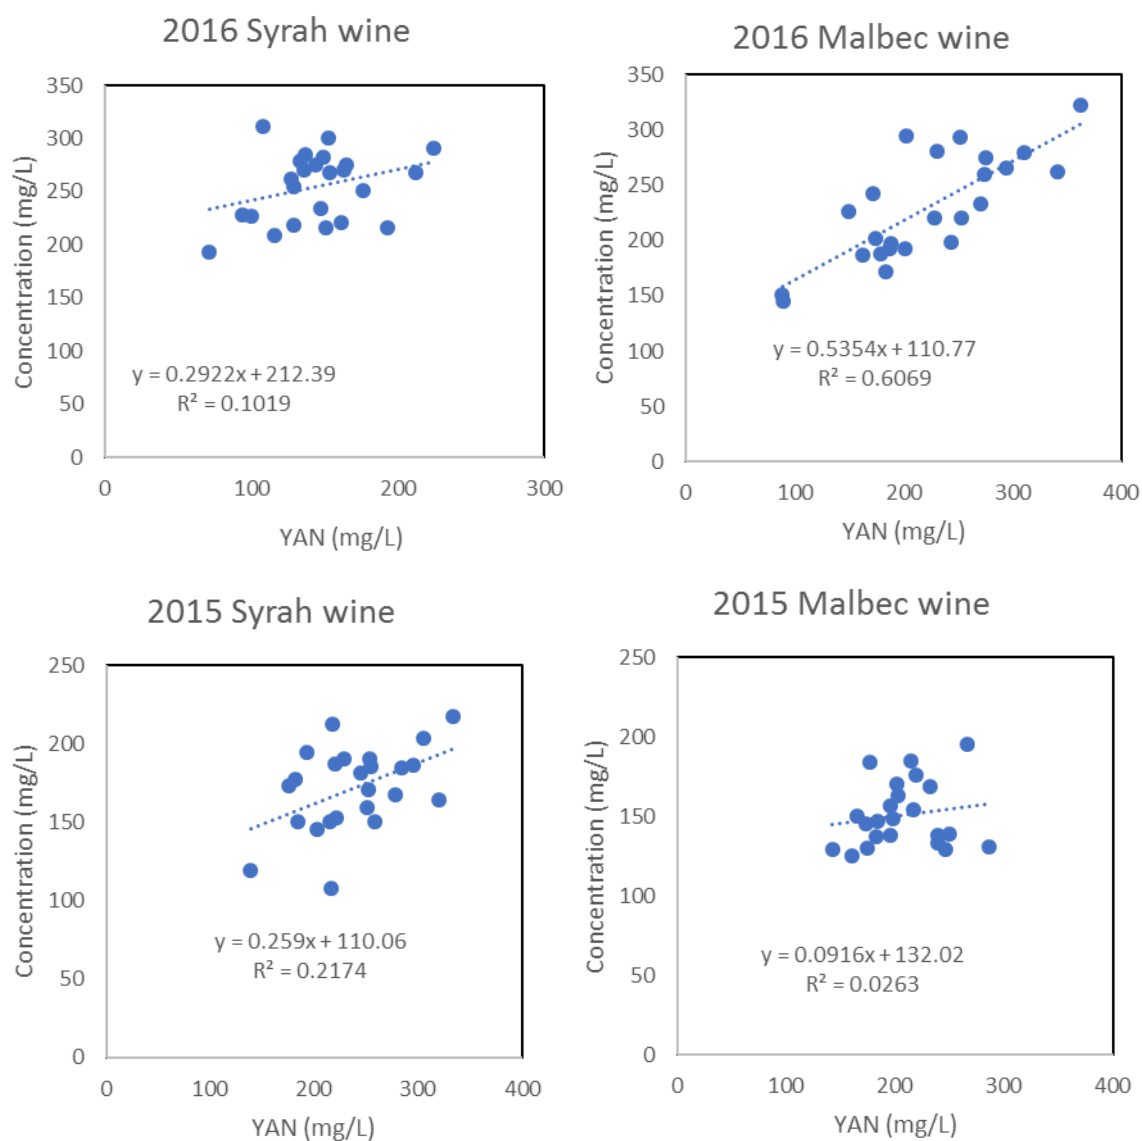 2016 Syrah wine
350
300
250
200
150
100
50
0
Concentration (mg/L)
y = 0.2922x + 212.39
R² = 0.1019
0 100 200 300
YAN (mg/L)
2016 Malbec wine
350
300
250
200
150
100
50
0
Concentration (mg/L)
y = 0.5354x + 110.77
R² = 0.6069
0 100 200 300 400
YAN (mg/L)
2015 Syrah wine
250
200
150
100
50
0
Concentration (mg/L)
y = 0.259x + 110.06
R² = 0.2174
0 100 200 300 400
YAN (mg/L)
2015 Malbec wine
250
200
150
100
50
0
Concentration (mg/L)
y = 0.0916x + 132.02
R² = 0.0263
0 100 200 300 400
YAN (mg/L)